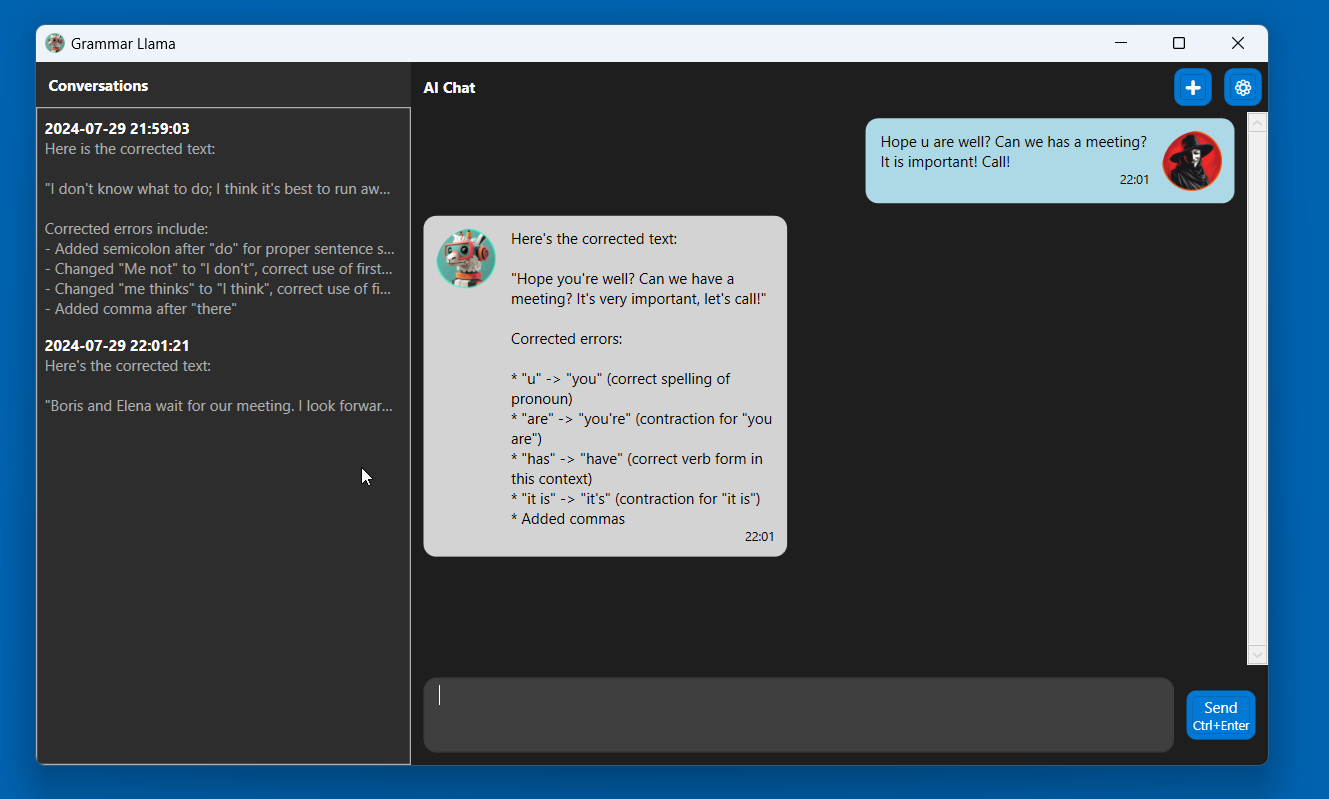 Grammar Llama
Conversations
2024-07-29 21:59:03
Here is the corrected text:
"I don't know what to do; I think it's best to run aw...
Corrected errors include:
- Added semicolon after "do" for proper sentence s...
- Changed "Me not" to "I don't", correct use of first...
- Changed "me thinks" to "I think", correct use of fi...
- Added comma after "there"
2024-07-29 22:01:21
Here's the corrected text:
"Boris and Elena wait for our meeting. I look forwar...
AI Chat
Hope u are well? Can we has a meeting?
It is important! Call!
22:01
Here's the corrected text:
"Hope you're well? Can we have a
meeting? It's very important, let's call!"
Corrected errors:
* "u" -> "you" (correct spelling of
pronoun)
* "are" -> "you're" (contraction for "you
are")
* "has" -> "have" (correct verb form in
this context)
* "it is" -> "it's" (contraction for "it is")
* Added commas
22:01
Send
Ctrl+Enter